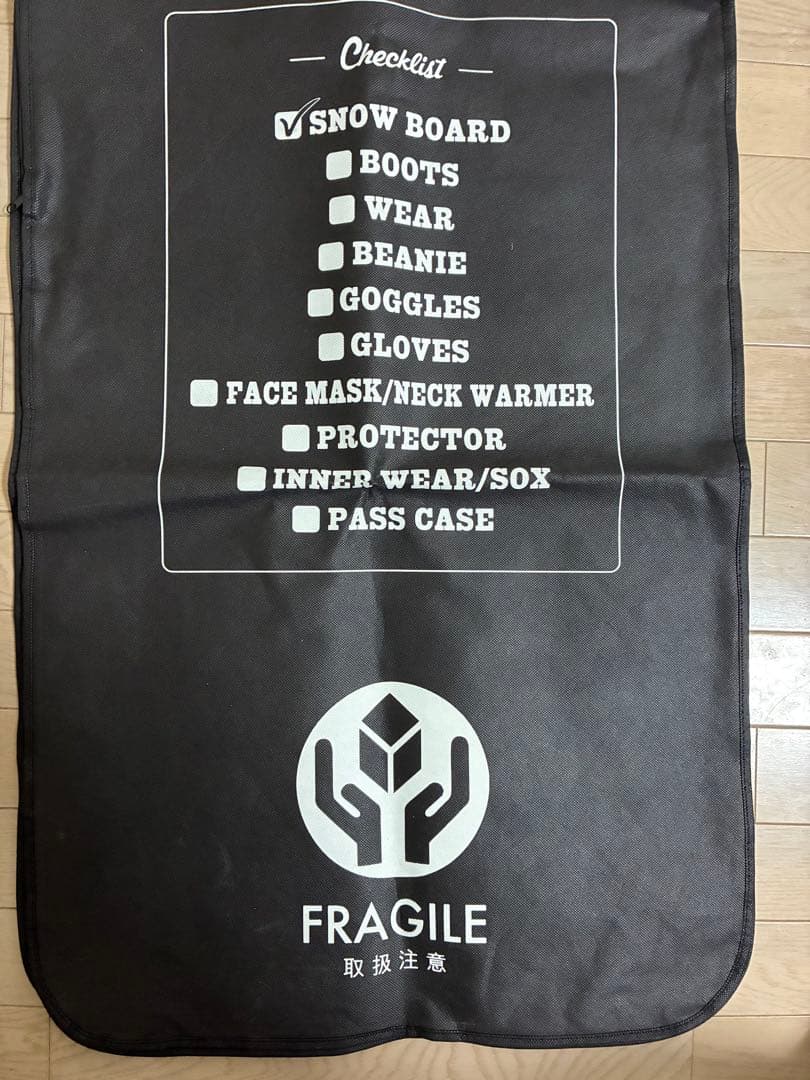 Checklist
SNOW BOARD
BOOTS
WEAR
BEANIE
GOGGLES
GLOVES
FACE MASK/NECK WARMER
PROTECTOR
INNER WEAR/SOX
PASS CASE
FRAGILE
取扱注意